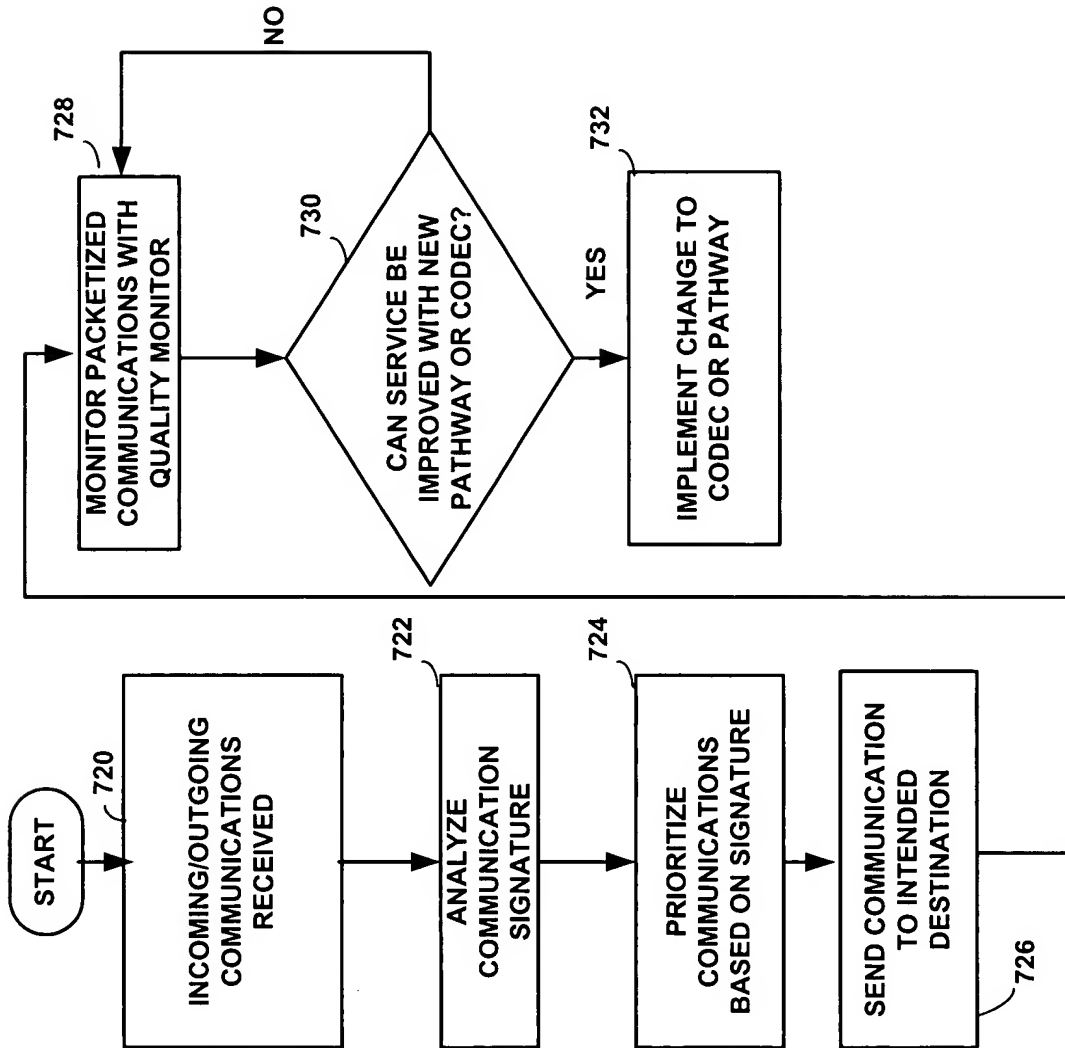 START
720
INCOMING/OUTGOING
COMMUNICATIONS
RECEIVED
722
ANALYZE
COMMUNICATION
SIGNATURE
724
PRIORITIZE
COMMUNICATIONS
BASED ON SIGNATURE
SEND COMMUNICATION
TO INTENDED
DESTINATION
726
728
MONITOR PACKETIZED
COMMUNICATIONS WITH
QUALITY MONITOR
NO
730
CAN SERVICE BE
IMPROVED WITH NEW
PATHWAY OR CODEC?
YES
732
IMPLEMENT CHANGE TO
CODEC OR PATHWAY